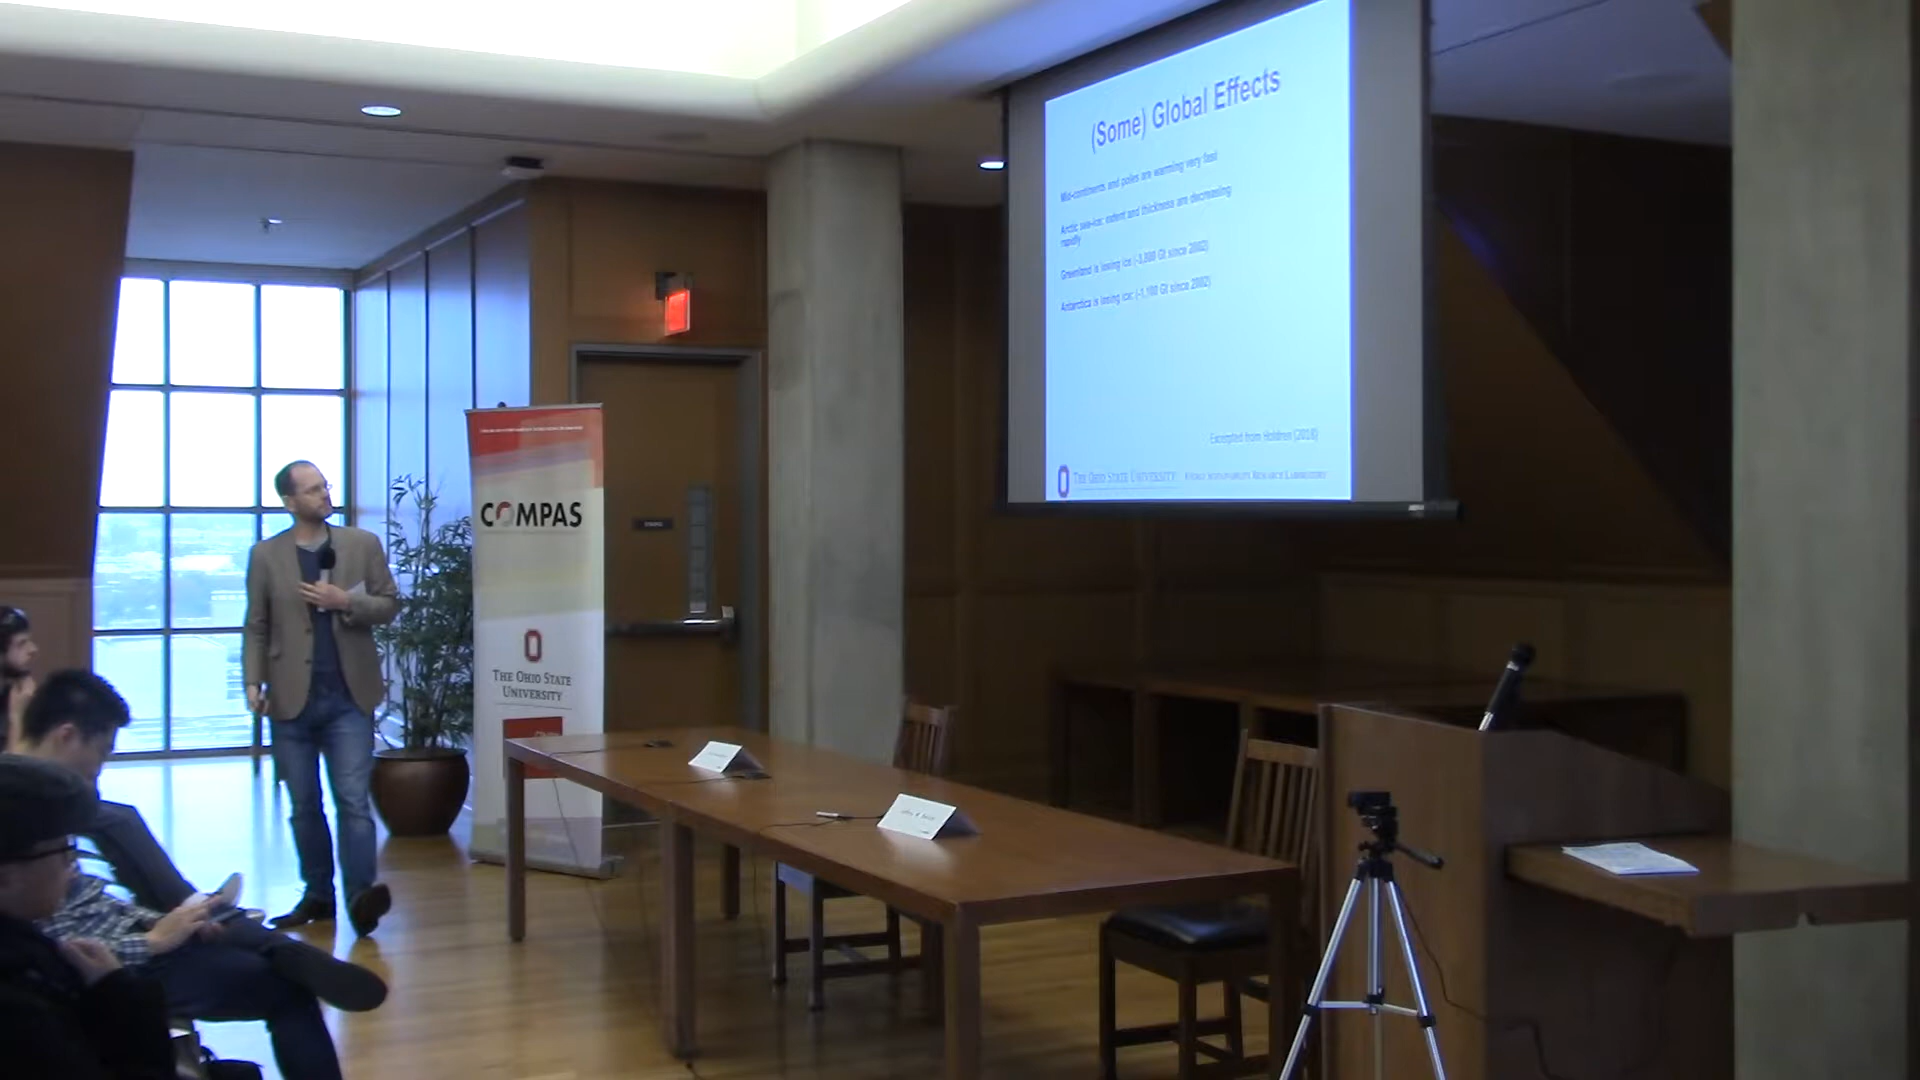 (Some) Global Effects
Mid-continents and poles are warming very fast
Arctic sea-ice: extent and thickness are decreasing
rapidly
Greenland is losing ice (-3,800 Gt since 2002)
Antarctica is losing ice: (-1,100 Gt since 2002)
Excerpted from Holdren (2018)
THE OHIO STATE UNIVERSITY
RESEARCH LABORATORY
COMPAS
THE OHIO STATE
UNIVERSITY